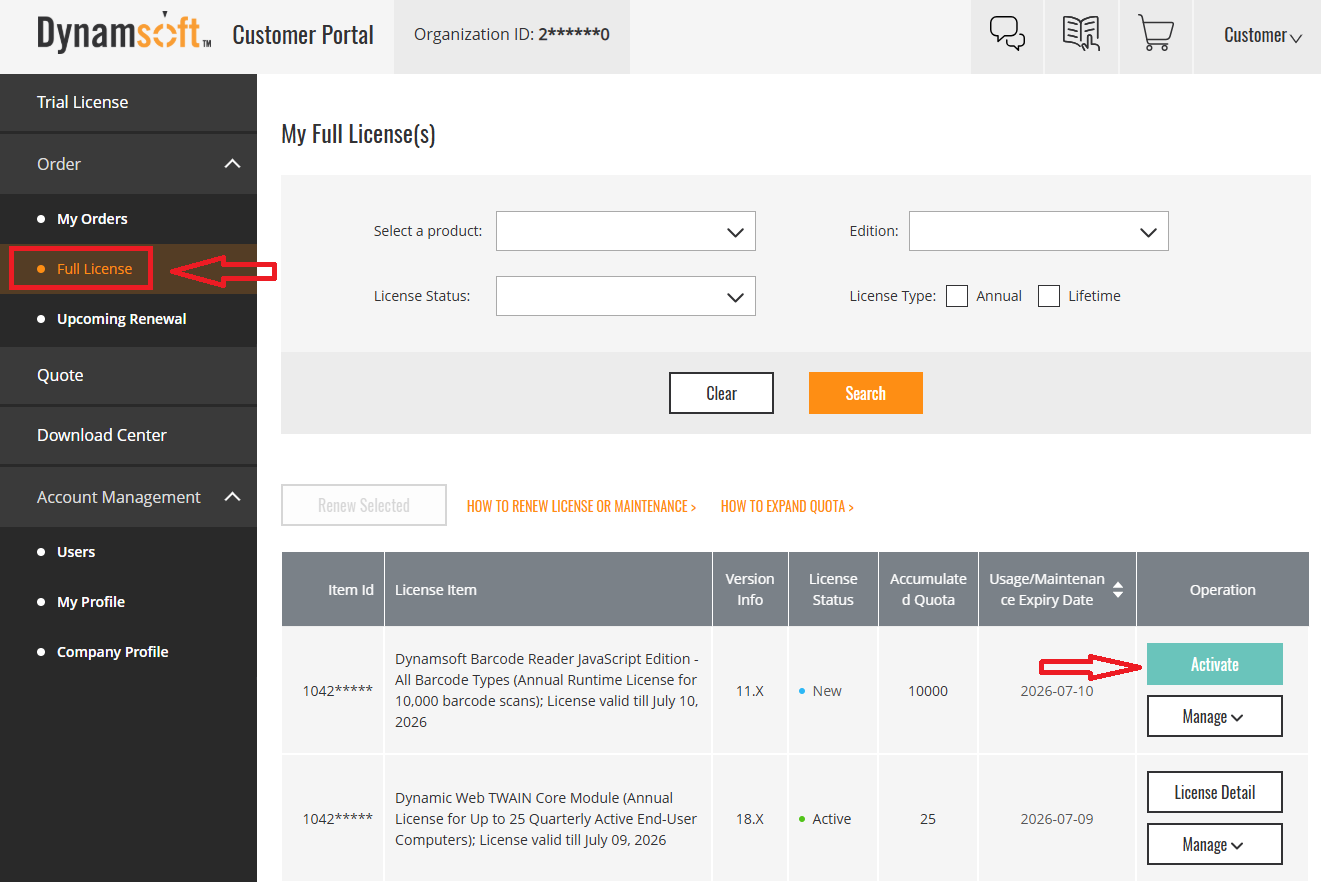 Dynamsoft™ Customer Portal
Organization ID: 2******0
Customer
Trial License
Order
My Orders
Full License
Upcoming Renewal
Quote
Download Center
Account Management
Users
My Profile
Company Profile
My Full License(s)
Select a product:
Edition:
License Status:
License Type: Annual Lifetime
Clear
Search
Renew Selected
HOW TO RENEW LICENSE OR MAINTENANCE >
HOW TO EXPAND QUOTA >
Item Id
License Item
Version
Info
License
Status
Accumulate
d Quota
Usage/Maintenan
ce Expiry Date
Operation
1042*****
Dynamsoft Barcode Reader JavaScript Edition -
All Barcode Types (Annual Runtime License for
10,000 barcode scans); License valid till July 10,
2026
11.X
New
10000
2026-07-10
Activate
Manage
1042*****
Dynamic Web TWAIN Core Module (Annual
License for Up to 25 Quarterly Active End-User
Computers); License valid till July 09, 2026
18.X
Active
25
2026-07-09
License Detail
Manage